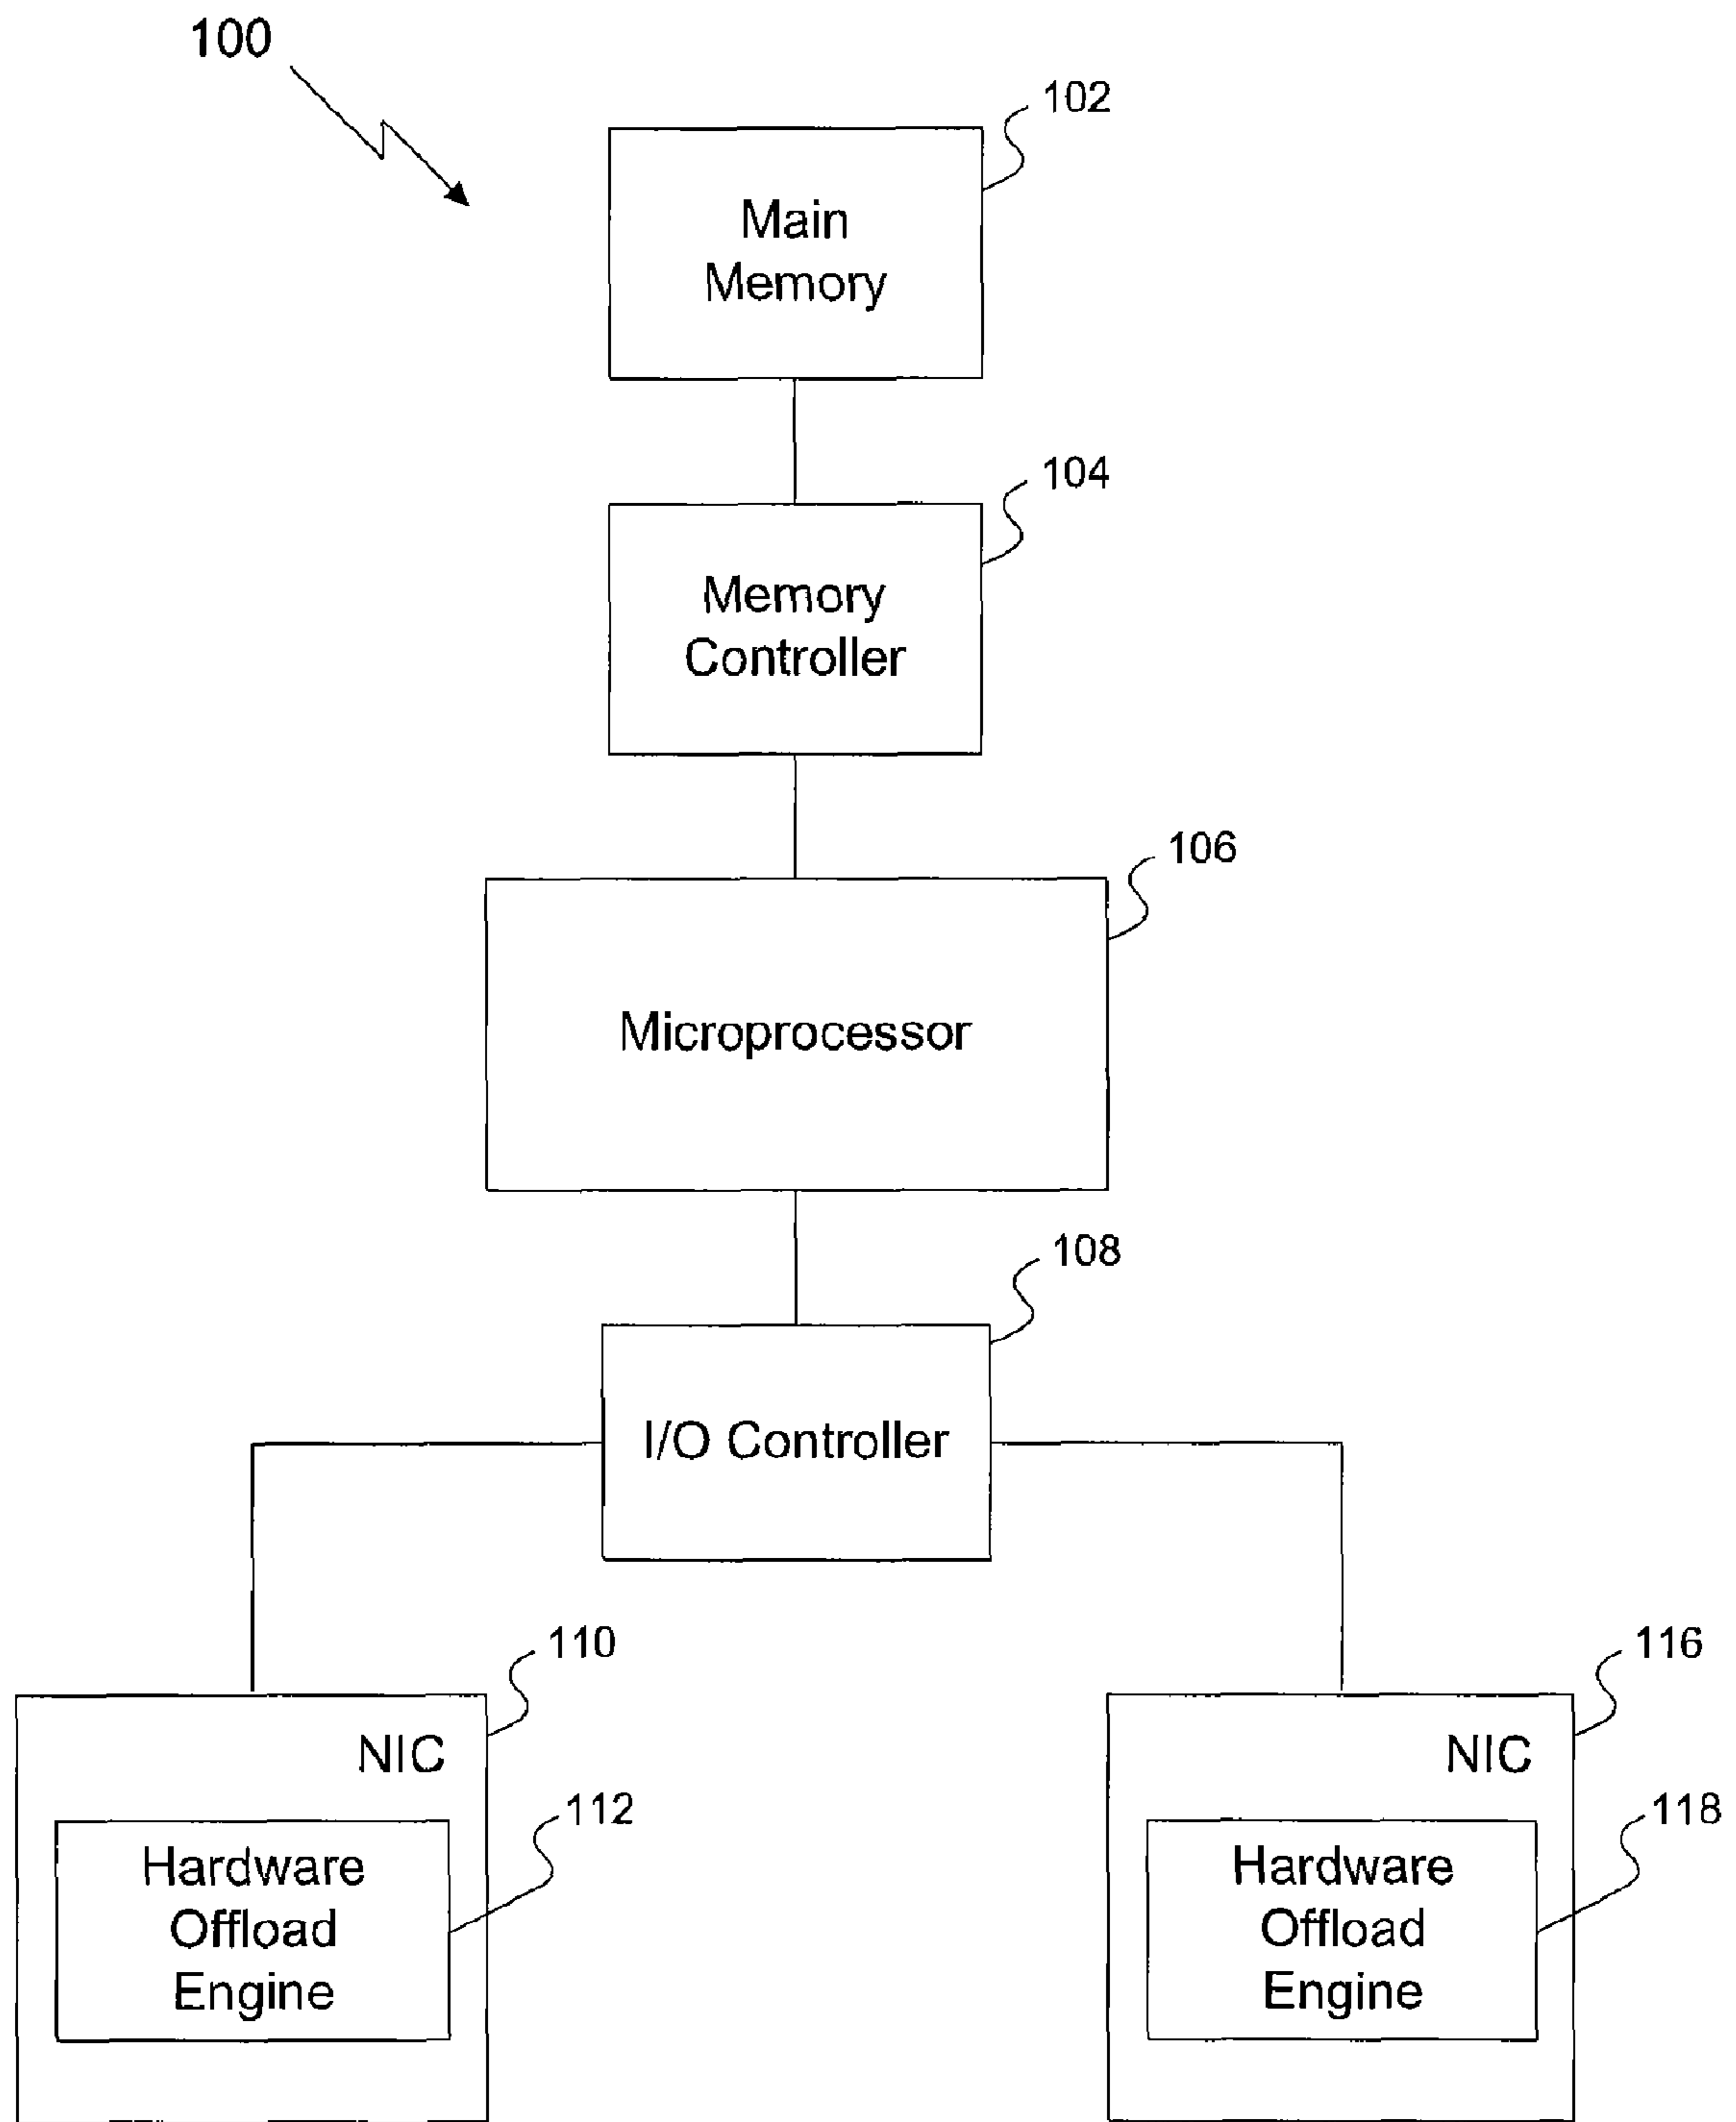 100
102
Main
Memory
104
Memory
Controller
106
Microprocessor
108
I/O Controller
110
NIC
112
Hardware
Offload
Engine
116
NIC
118
Hardware
Offload
Engine